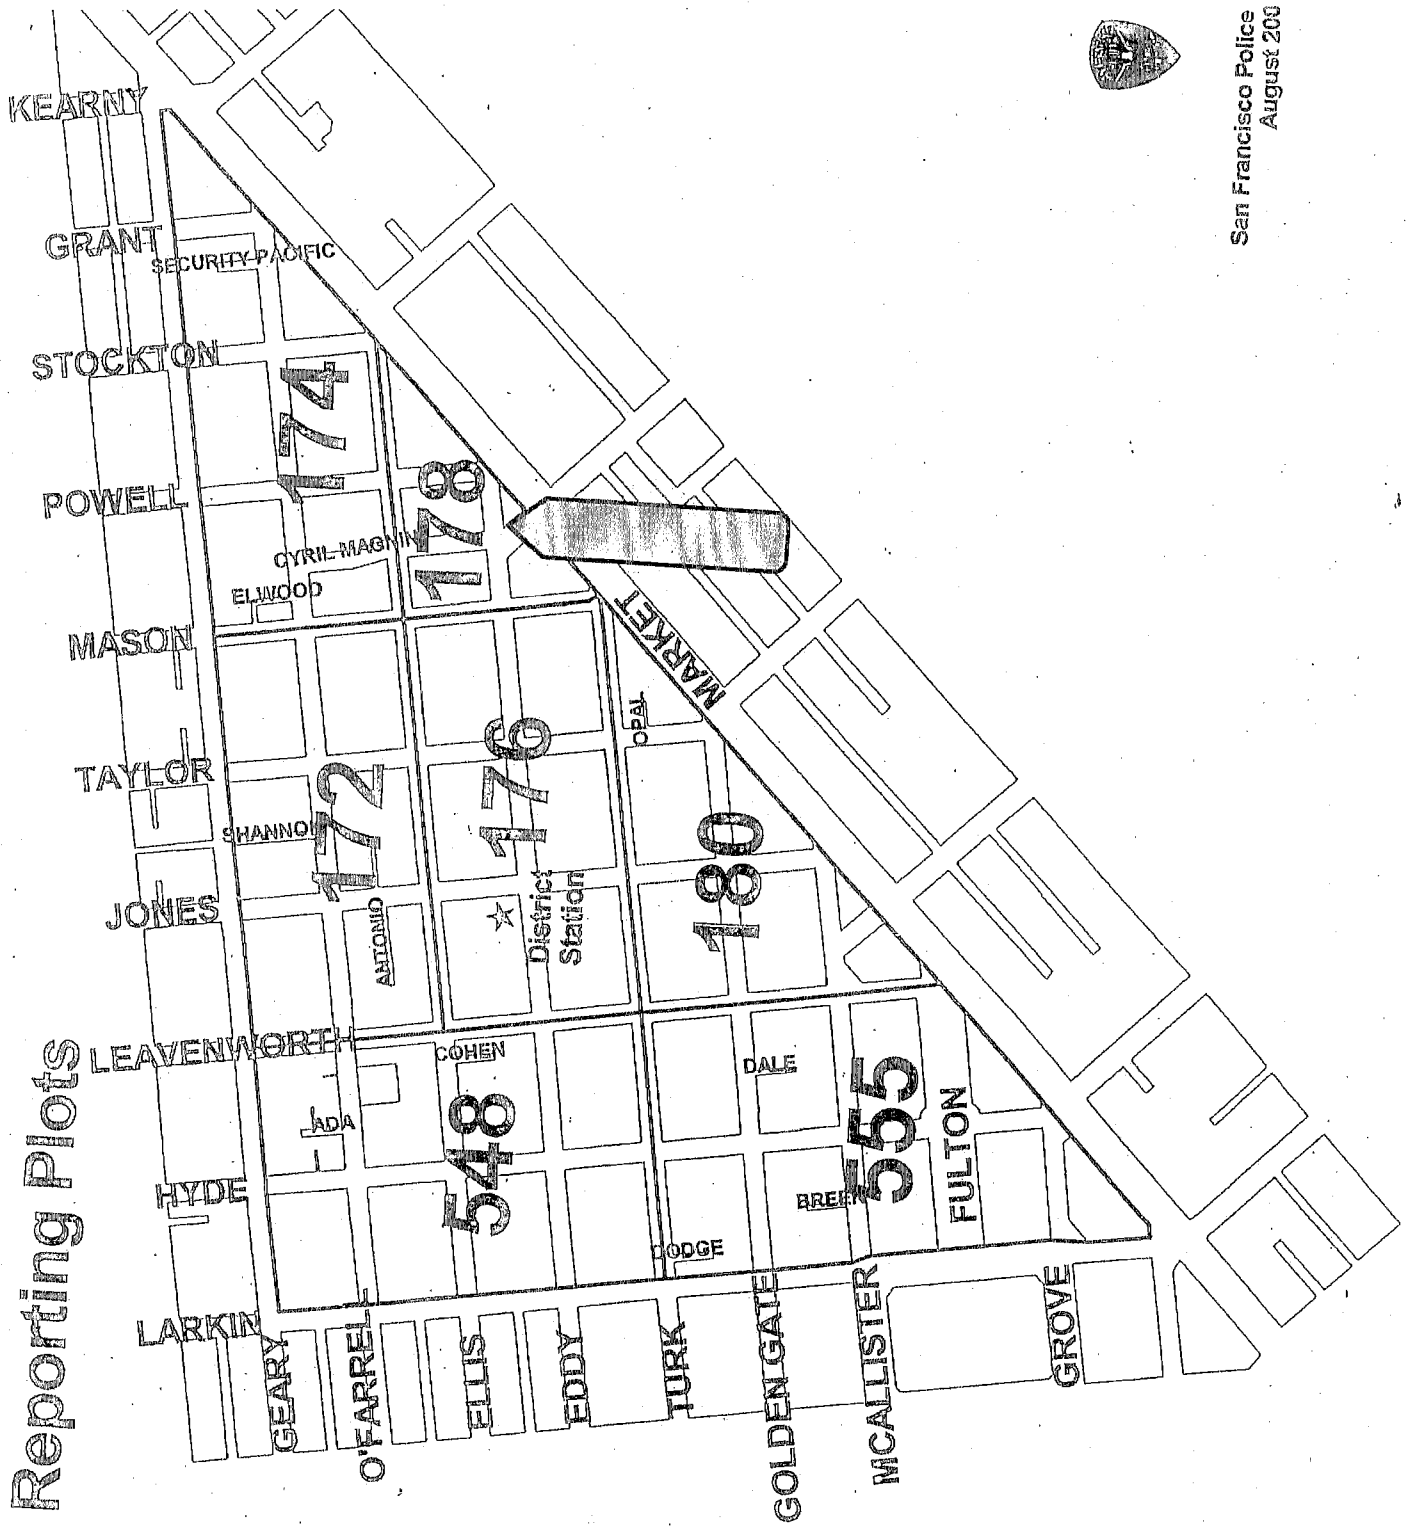 Reporting Plots
KEARNY
GRANT
SECURITY PACIFIC
STOCKTON
POWELL
CYRIL MAGNIN
ELWOOD
MASON
TAYLOR
SHANNON
JONES
ANTONIO
LEAVENWORTH
COHEN
ADA
HYDE
LARKIN
GEARY
O'FARRELL
ELLIS
EDDY
TURK
GOLDEN GATE
MCALLISTER
GROVE
FULTON
BREEN
DODGE
DALE
OPAL
MARKET
MARKET
174
178
172
176
180
548
555
District
Station
San Francisco Police
August 200